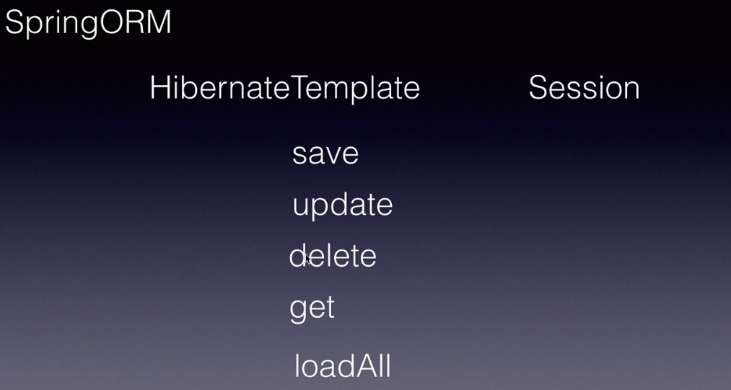 SpringORM
HibernateTemplate Session
save
update
delete
get
loadAll